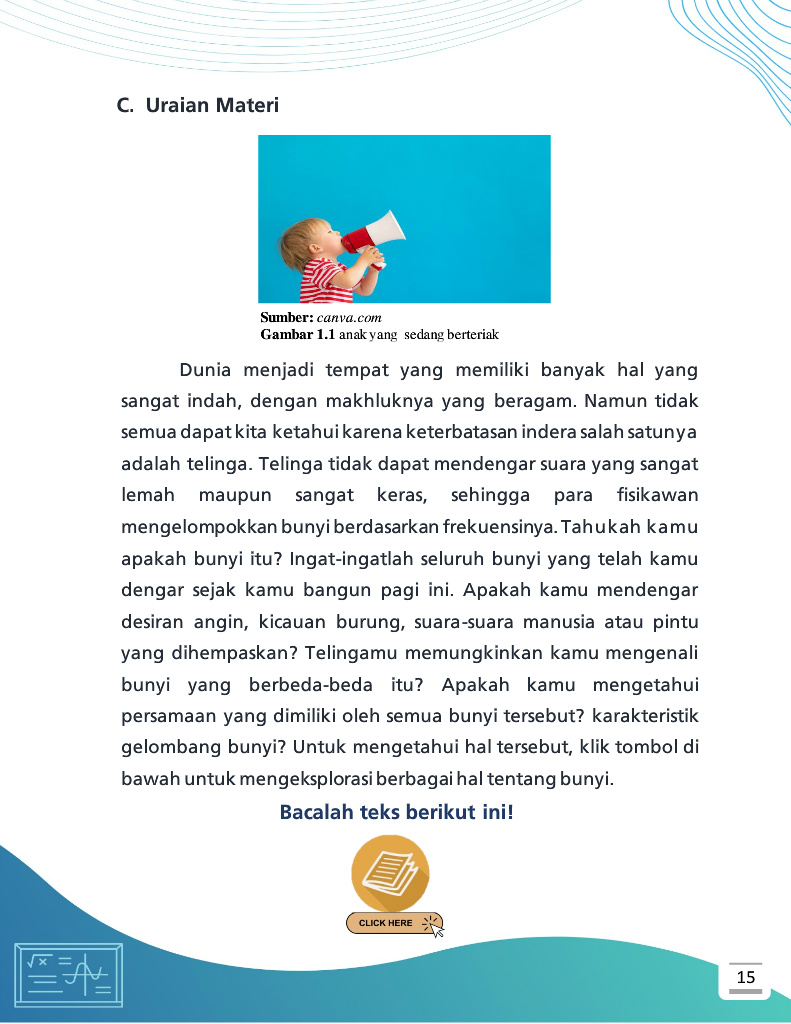 C. Uraian Materi
Sumber: canva.com
Gambar 1.1 anak yang sedang berteriak
Dunia menjadi tempat yang memiliki banyak hal yang
sangat indah, dengan makhluknya yang beragam. Namun tidak
semua dapat kita ketahui karena keterbatasan indera salah satunya
adalah telinga. Telinga tidak dapat mendengar suara yang sangat
lemah maupun sangat keras, sehingga para fisikawan
mengelompokkan bunyi berdasarkan frekuensinya. Tahukah kamu
apakah bunyi itu? Ingat-ingatlah seluruh bunyi yang telah kamu
dengar sejak kamu bangun pagi ini. Apakah kamu mendengar
desiran angin, kicauan burung, suara-suara manusia atau pintu
yang dihempaskan? Telingamu memungkinkan kamu mengenali
bunyi yang berbeda-beda itu? Apakah kamu mengetahui
persamaan yang dimiliki oleh semua bunyi tersebut? karakteristik
gelombang bunyi? Untuk mengetahui hal tersebut, klik tombol di
bawah untuk mengeksplorasi berbagai hal tentang bunyi.
Bacalah teks berikut ini!
CLICK HERE
√x
15